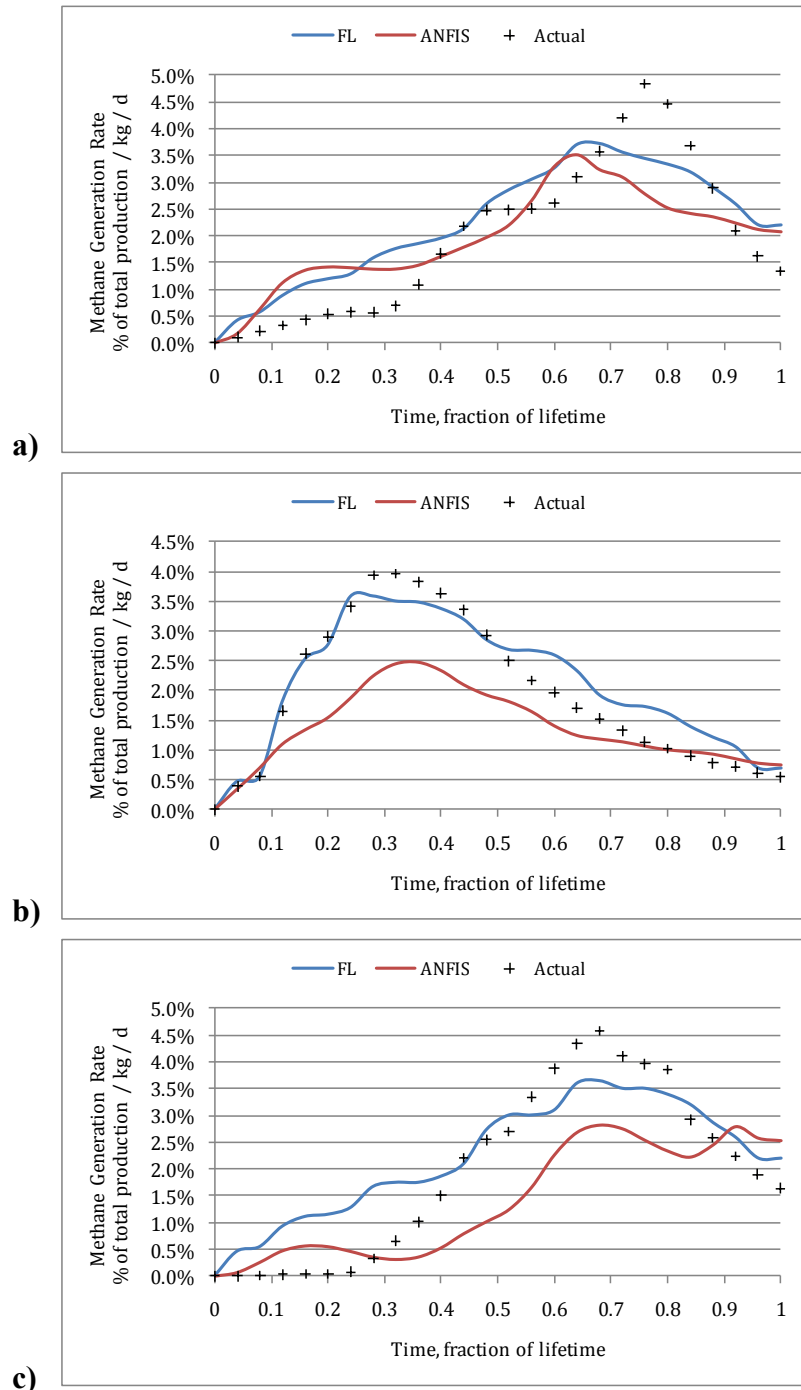 FL ANFIS + Actual
Methane Generation Rate
% of total production / kg / d
5.0%
4.5%
4.0%
3.5%
3.0%
2.5%
2.0%
1.5%
1.0%
0.5%
0.0%
0 0.1 0.2 0.3 0.4 0.5 0.6 0.7 0.8 0.9 1
Time, fraction of lifetime
a)
FL ANFIS + Actual
Methane Generation Rate
% of total production / kg / d
4.5%
4.0%
3.5%
3.0%
2.5%
2.0%
1.5%
1.0%
0.5%
0.0%
0 0.1 0.2 0.3 0.4 0.5 0.6 0.7 0.8 0.9 1
Time, fraction of lifetime
b)
FL ANFIS + Actual
Methane Generation Rate
% of total production / kg / d
5.0%
4.5%
4.0%
3.5%
3.0%
2.5%
2.0%
1.5%
1.0%
0.5%
0.0%
0 0.1 0.2 0.3 0.4 0.5 0.6 0.7 0.8 0.9 1
Time, fraction of lifetime
c)